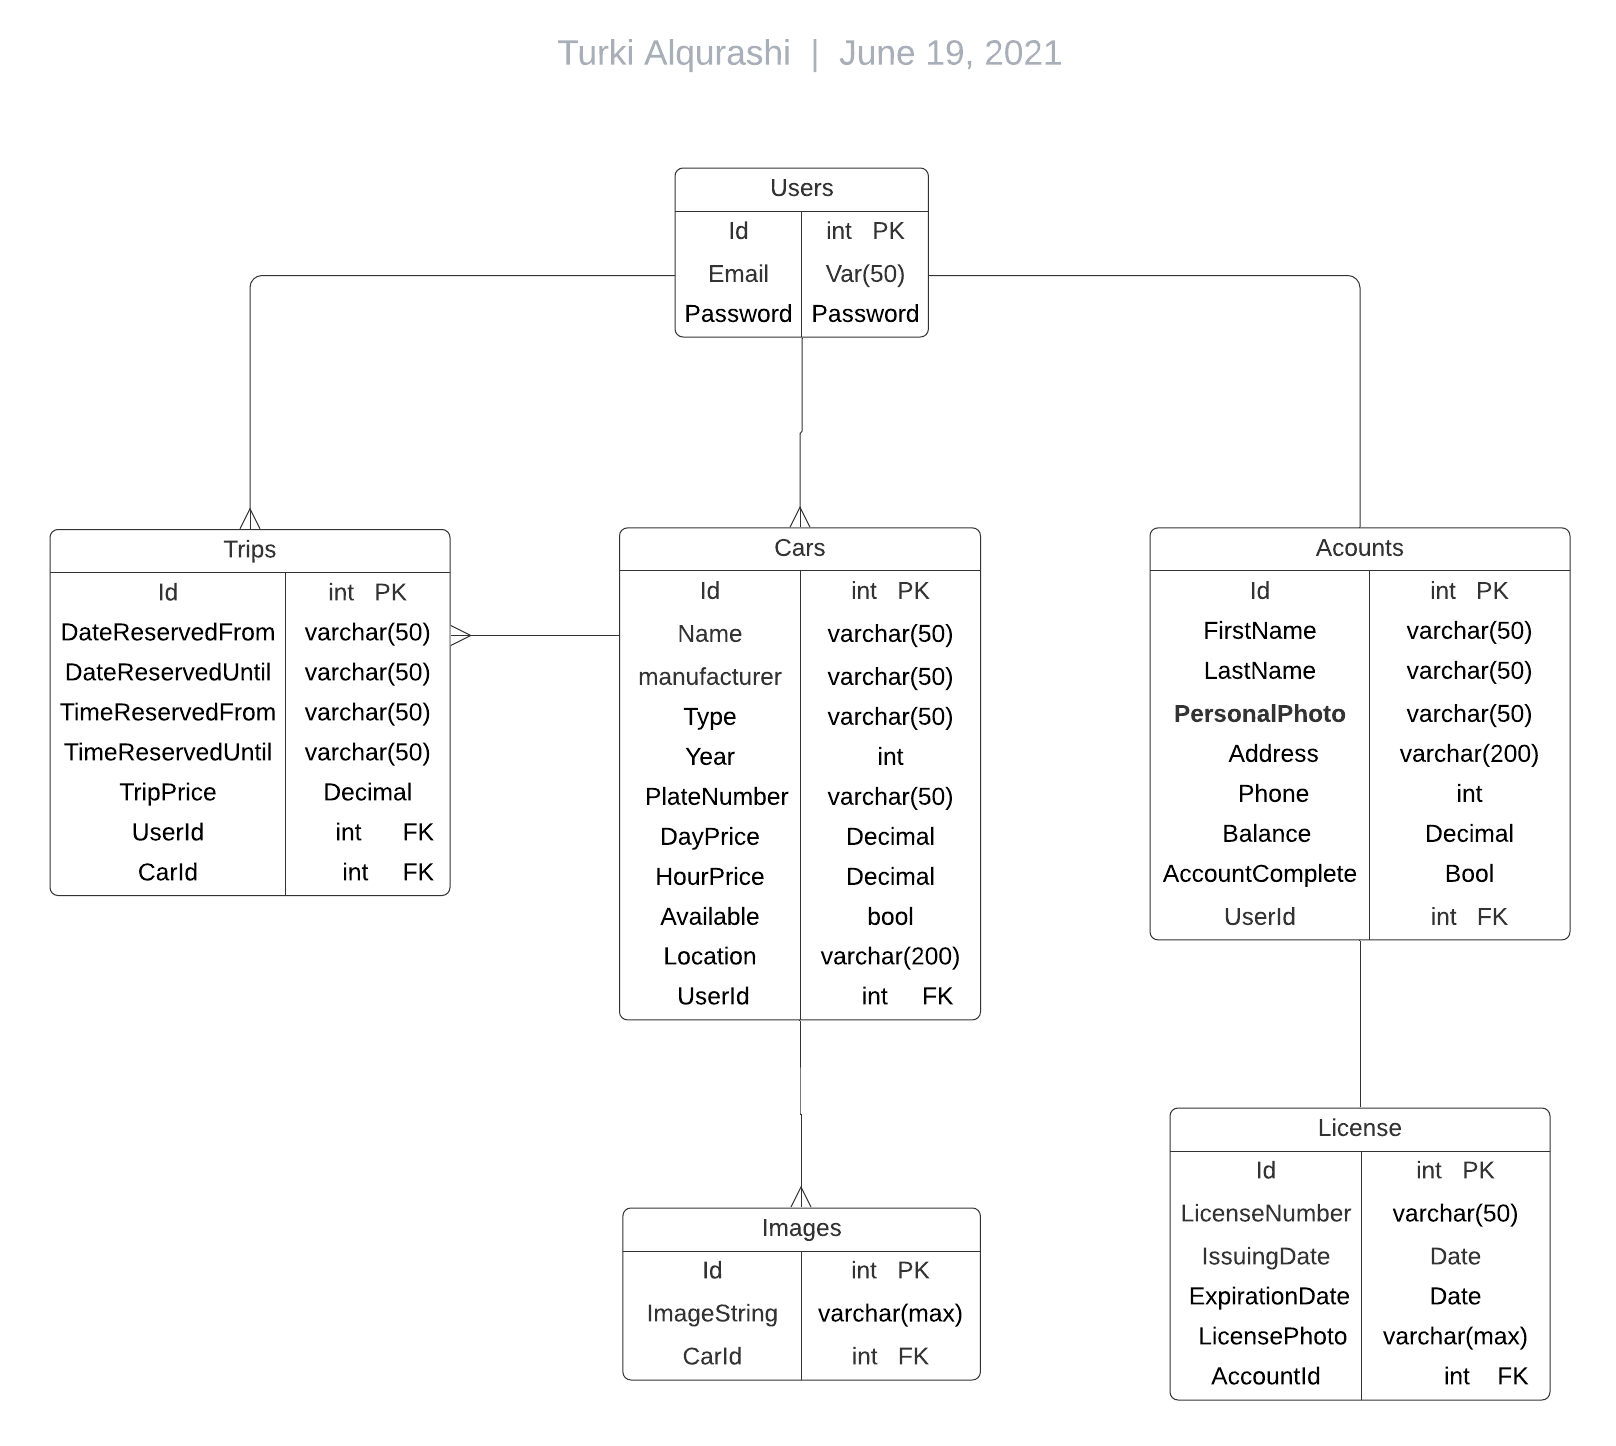 Turki Alqurashi | June 19, 2021
Users
Id int PK
Email Var(50)
Password Password
Trips
Id int PK
DateReservedFrom varchar(50)
DateReservedUntil varchar(50)
TimeReservedFrom varchar(50)
TimeReservedUntil varchar(50)
TripPrice Decimal
UserId int FK
CarId int FK
Cars
Id int PK
Name varchar(50)
manufacturer varchar(50)
Type varchar(50)
Year int
PlateNumber varchar(50)
DayPrice Decimal
HourPrice Decimal
Available bool
Location varchar(200)
UserId int FK
Acounts
Id int PK
FirstName varchar(50)
LastName varchar(50)
PersonalPhoto varchar(50)
Address varchar(200)
Phone int
Balance Decimal
AccountComplete Bool
UserId int FK
Images
Id int PK
ImageString varchar(max)
CarId int FK
License
Id int PK
LicenseNumber varchar(50)
IssuingDate Date
ExpirationDate Date
LicensePhoto varchar(max)
AccountId int FK